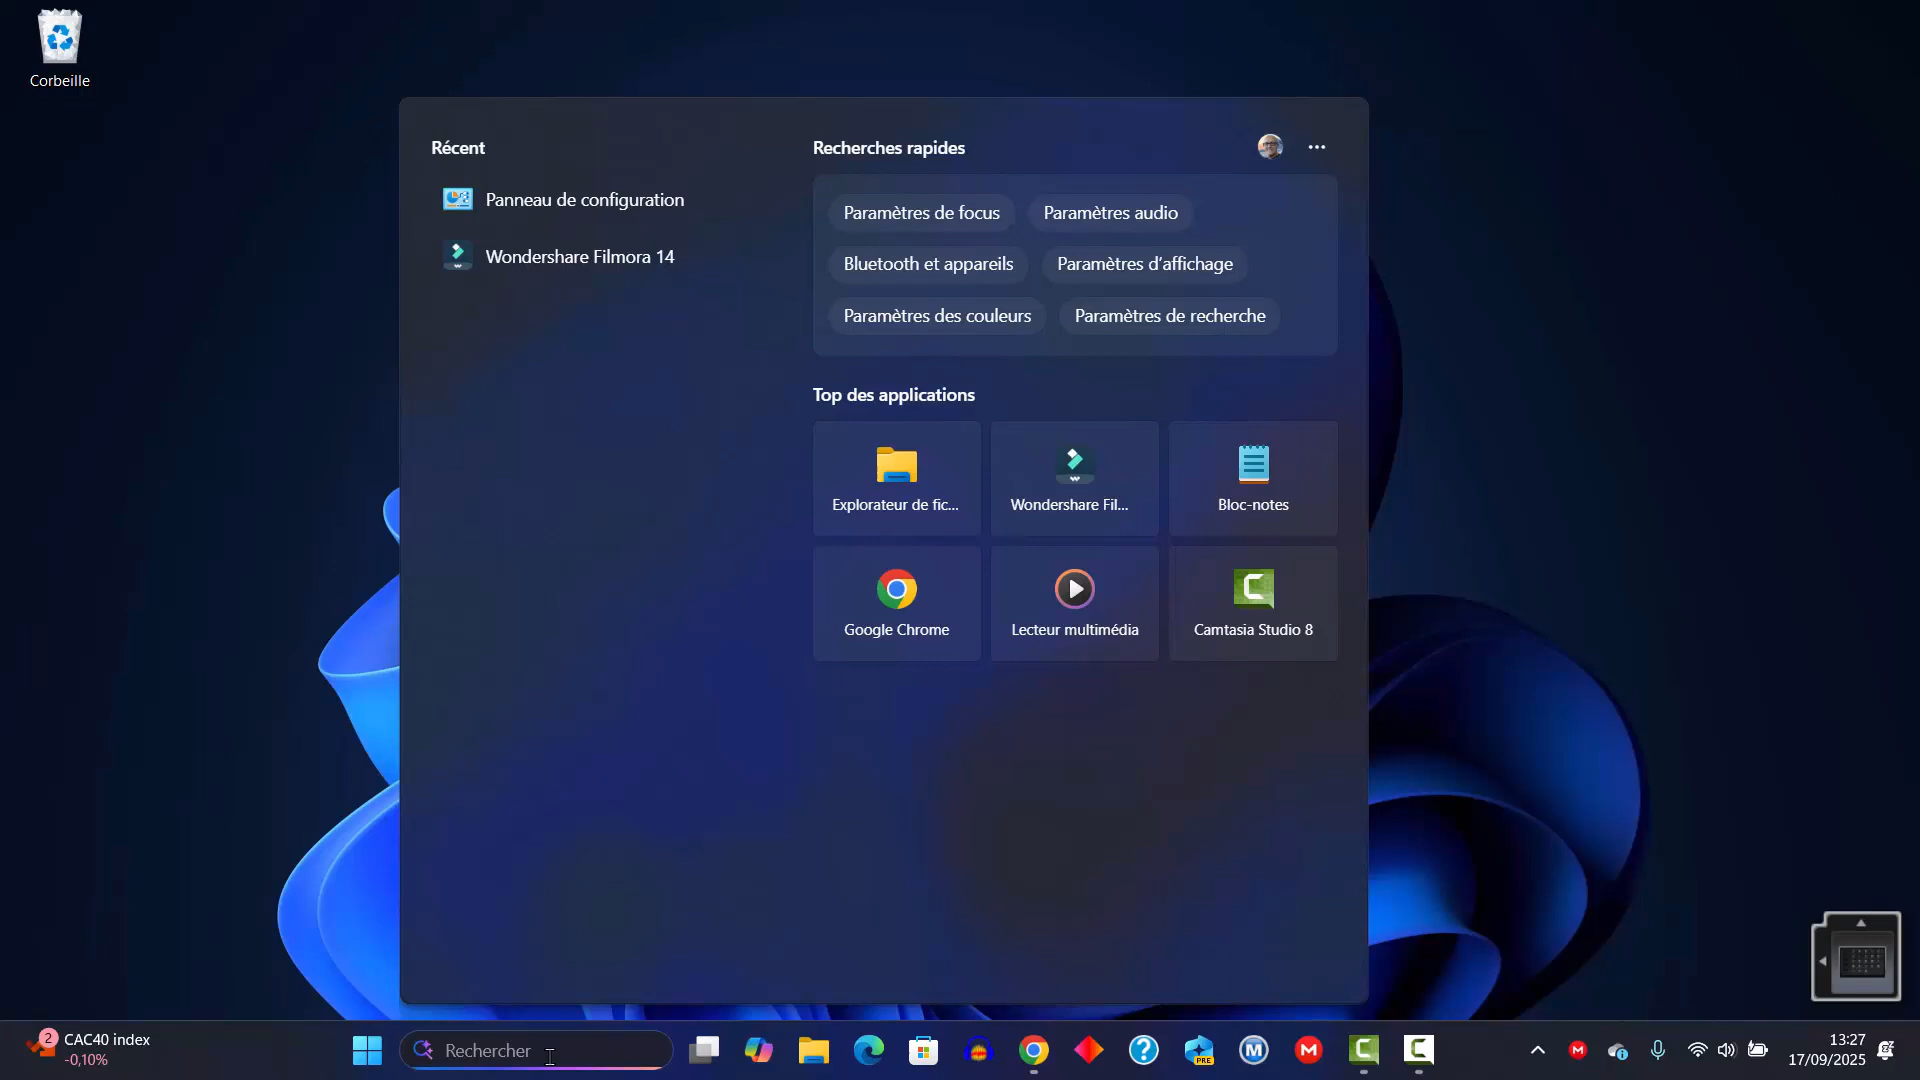 Corbeille
Récent
Panneau de configuration
Wondershare Filmora 14
Recherches rapides
Paramètres de focus
Paramètres audio
Bluetooth et appareils
Paramètres d’affichage
Paramètres des couleurs
Paramètres de recherche
Top des applications
Explorateur de fic...
Wondershare Fil...
Bloc-notes
Google Chrome
Lecteur multimédia
Camtasia Studio 8
2
CAC40 index
-0,10%
Rechercher
PRE
13:27
17/09/2025